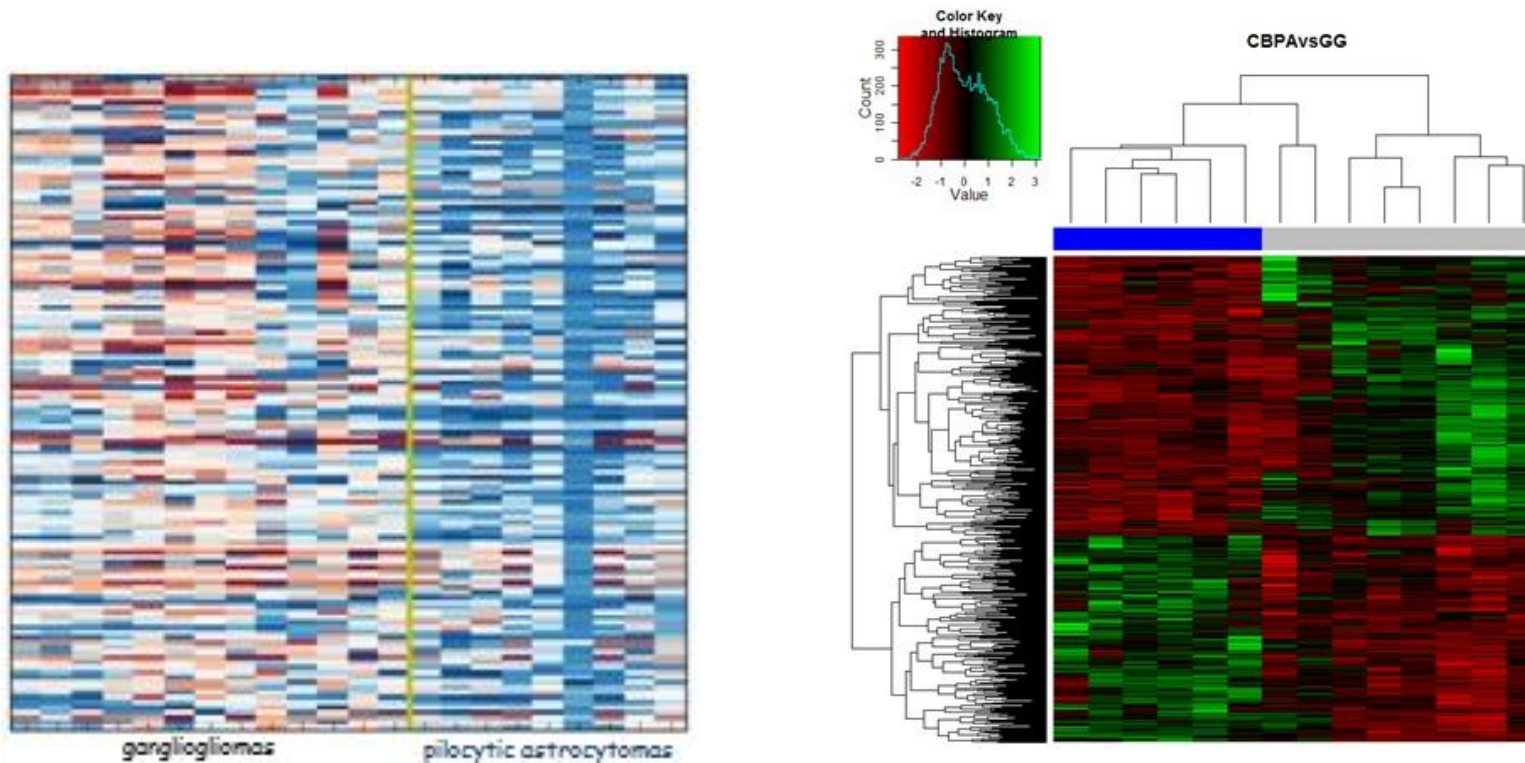 gangliogliomas
pilocytic astrocytomas
Color Key
and Histogram
Count
0 100 200 300
-2 -1 0 1 2 3
Value
CBPAvsGG